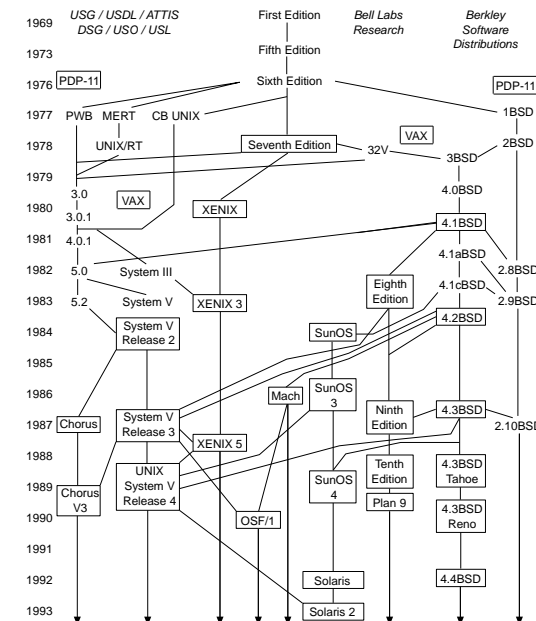 USG / USDL / ATTIS
DSG / USO / USL
Bell Labs
Research
Berkley
Software
Distributions
1969
First Edition
1973
Fifth Edition
1976
PDP-11
Sixth Edition
PDP-11
1977
PWB
MERT
CB UNIX
1BSD
1978
UNIX/RT
Seventh Edition
32V
VAX
2BSD
3BSD
1979
3.0
VAX
4.0BSD
1980
3.0.1
XENIX
4.1BSD
1981
4.0.1
4.1aBSD
1982
5.0
System III
2.8BSD
Eighth
Edition
4.1cBSD
1983
5.2
System V
XENIX 3
2.9BSD
4.2BSD
1984
System V
Release 2
SunOS
1985
1986
Mach
SunOS
3
1987
Chorus
System V
Release 3
Ninth
Edition
4.3BSD
2.10BSD
1988
XENIX 5
1989
Chorus
V3
UNIX
System V
Release 4
SunOS
4
Tenth
Edition
4.3BSD
Tahoe
1990
OSF/1
Plan 9
4.3BSD
Reno
1991
1992
Solaris
4.4BSD
1993
Solaris 2